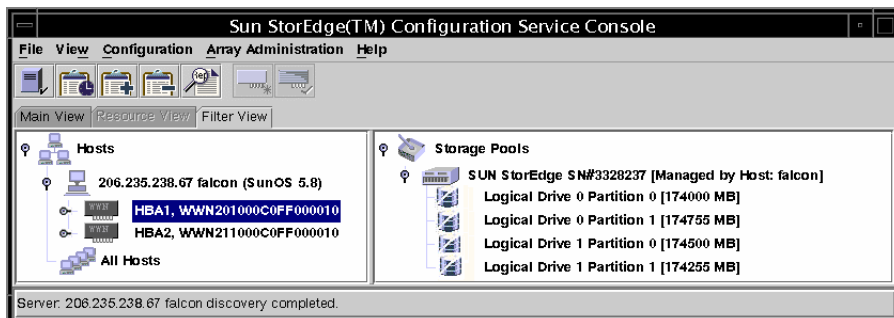 Sun StorEdge(TM) Configuration Service Console
File View Configuration Array Administration Help
Main View Resource View Filter View
Hosts
206.235.238.67 falcon (SunOS 5.8)
HBA1, WWN201000C0FF000010
HBA2, WWN211000C0FF000010
All Hosts
Storage Pools
SUN StorEdge SN#3328237 [Managed by Host: falcon]
Logical Drive 0 Partition 0 [174000 MB]
Logical Drive 0 Partition 1 [174755 MB]
Logical Drive 1 Partition 0 [174500 MB]
Logical Drive 1 Partition 1 [174255 MB]
Server: 206.235.238.67 falcon discovery completed.